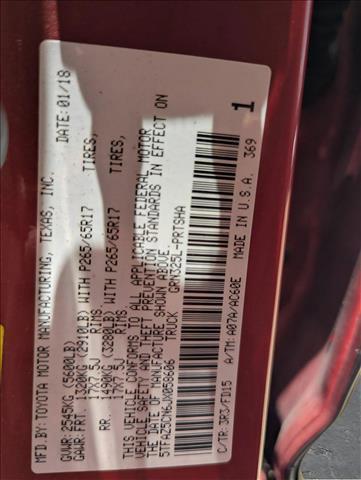 MFD.BY: TOYOTA MOTOR MANUFACTURING, TEXAS, INC. DATE: 01/18
GVWR: 2545KG (5600LB)
GAWR: FRT. 1320KG (2910LB) WITH P265/65R17 TIRES,
17X7.5J RIMS
RR. 1490KG (3280LB) WITH P265/65R17 TIRES,
17X7.5J RIMS
THIS VEHICLE CONFORMS TO ALL APPLICABLE FEDERAL MOTOR
VEHICLE SAFETY AND THEFT PREVENTION STANDARDS IN EFFECT ON
THE DATE OF MANUFACTURE SHOWN ABOVE.
TRUCK GRN325L-PRTSHA
1
369
C/TR: 3R3/FD15 A/TM: A07A/AC60E MADE IN U.S.A.